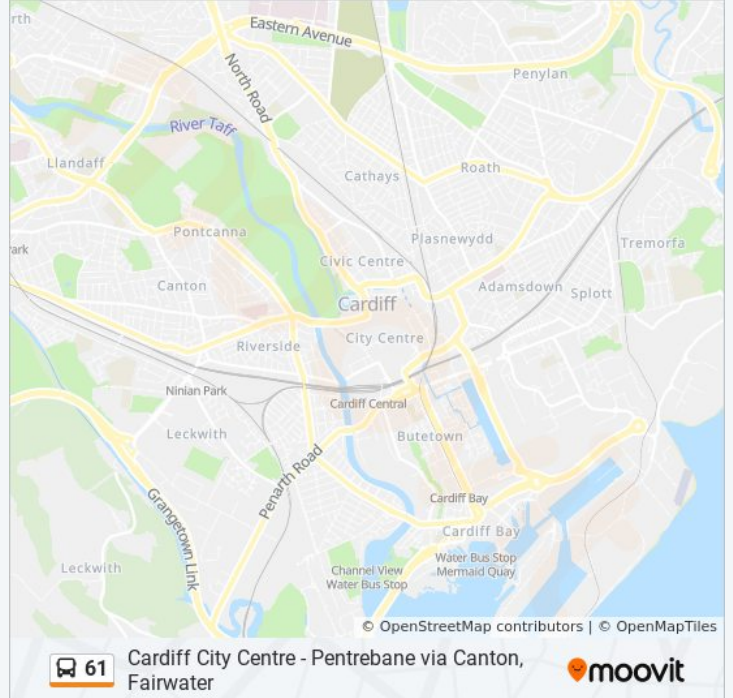 rth
Eastern Avenue
North Road
Penylan
River Taff
Llandaff
Cathays
Roath
Pontcanna
Plasnewydd
ark
Civic Centre
Tremorfa
Canton
Cardiff
Adamsdown
Splott
City Centre
Riverside
Ninian Park
Cardiff Central
Leckwith
Butetown
Penarth Road
Grangetown Link
Cardiff Bay
Cardiff Bay
Leckwith
Channel View
Water Bus Stop
Water Bus Stop
Mermaid Quay
© OpenStreetMap contributors | © OpenMapTiles
61
Cardiff City Centre - Pentrebane via Canton,
Fairwater
moovit